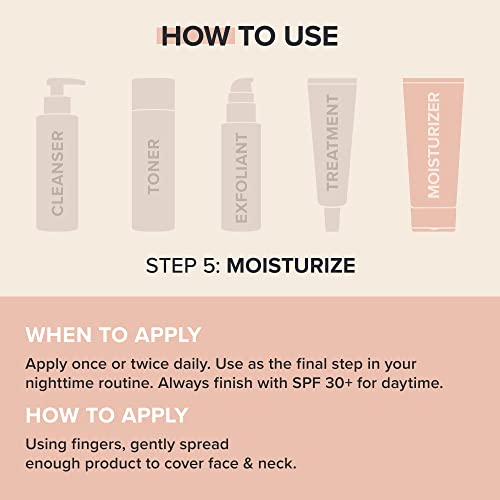 HOW TO USE
CLEANSER
TONER
EXFOLIANT
TREATMENT
MOISTURIZER
STEP 5: MOISTURIZE
WHEN TO APPLY
Apply once or twice daily. Use as the final step in your
nighttime routine. Always finish with SPF 30+ for daytime.
HOW TO APPLY
Using fingers, gently spread
enough product to cover face & neck.